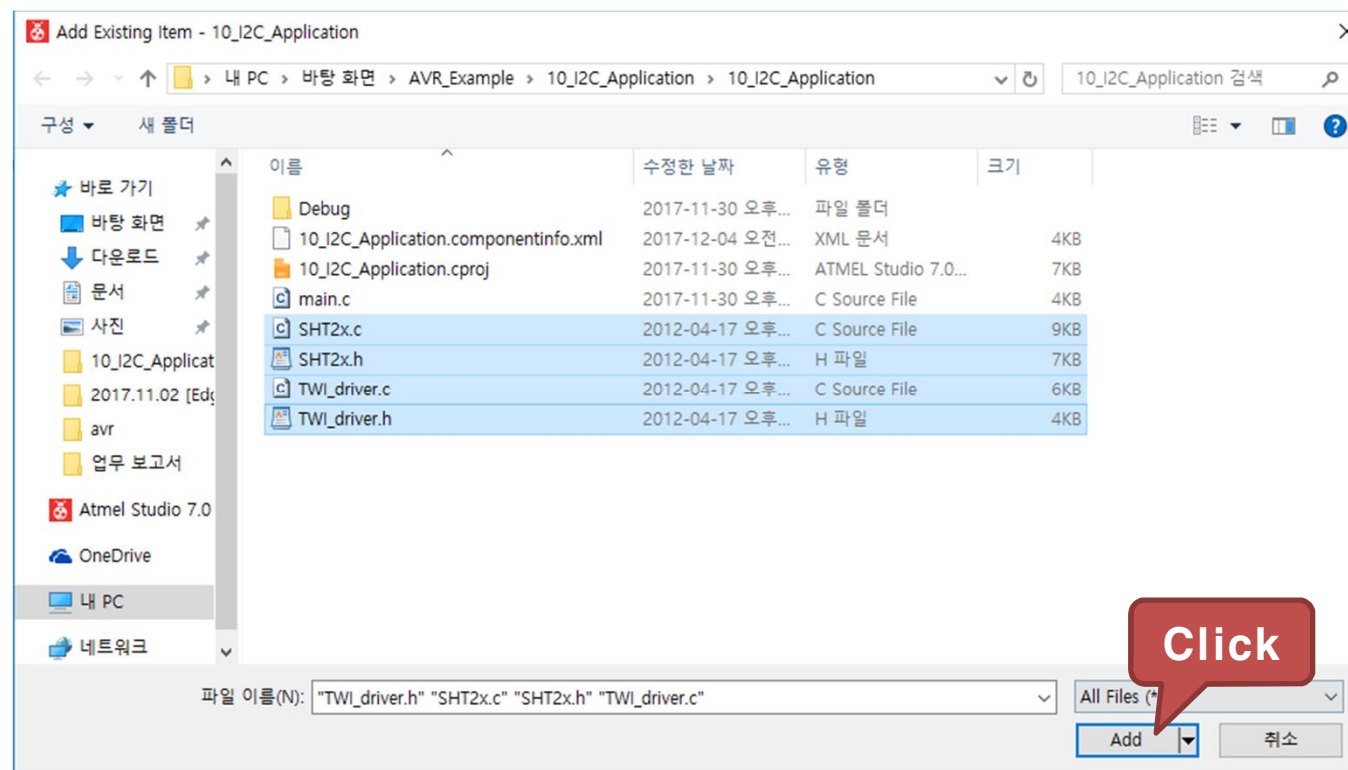 Add Existing Item - 10_I2C_Application
내 PC > 바탕 화면 > AVR_Example > 10_I2C_Application > 10_I2C_Application
10_I2C_Application 검색
구성
새 폴더
바로 가기
바탕 화면
다운로드
문서
사진
10_I2C_Applicat
2017.11.02 [Edg
avr
업무 보고서
Atmel Studio 7.0
OneDrive
내 PC
네트워크
이름 수정한 날짜 유형 크기
Debug 2017-11-30 오후... 파일 폴더
10_I2C_Application.componentinfo.xml 2017-12-04 오전... XML 문서 4KB
10_I2C_Application.cproj 2017-11-30 오후... ATMEL Studio 7.0... 7KB
main.c 2017-11-30 오후... C Source File 4KB
SHT2x.c 2012-04-17 오후... C Source File 9KB
SHT2x.h 2012-04-17 오후... H 파일 7KB
TWI_driver.c 2012-04-17 오후... C Source File 6KB
TWI_driver.h 2012-04-17 오후... H 파일 4KB
Click
파일 이름(N): "TWI_driver.h" "SHT2x.c" "SHT2x.h" "TWI_driver.c"
All Files (*
Add
취소